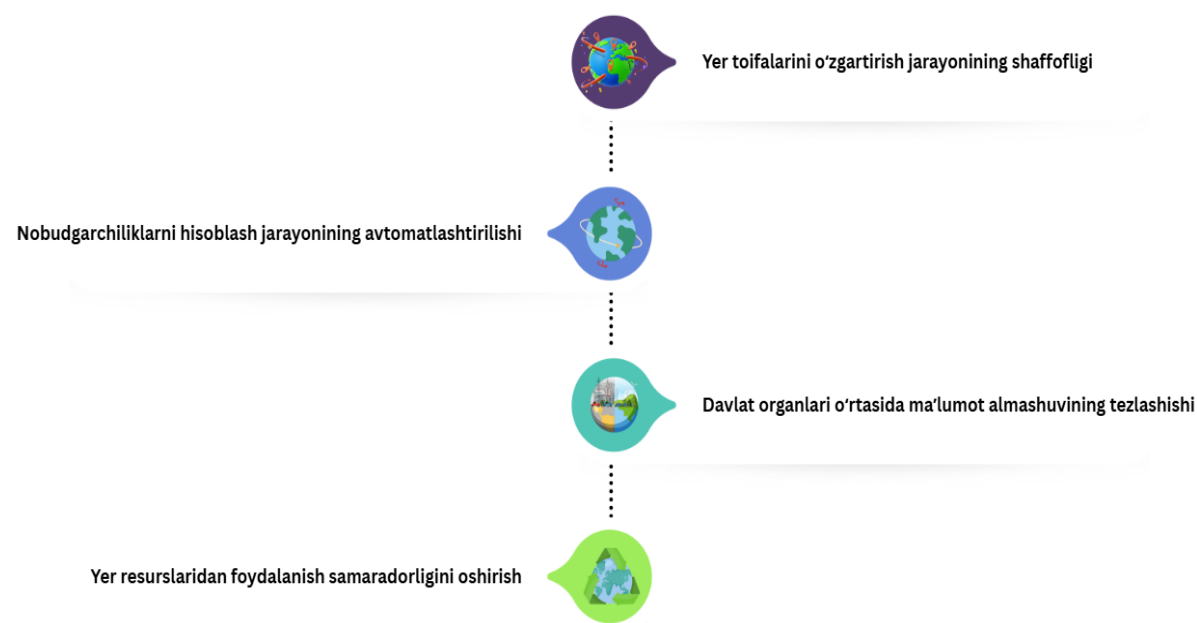 Yer toifalarini o‘zgartirish jarayonining shaffofligi
Nobudgarchiliklarni hisoblash jarayonining avtomatlashtirilishi
Davlat organlari o‘rtasida ma’lumot almashuvining tezlashishi
Yer resurslaridan foydalanish samaradorligini oshirish